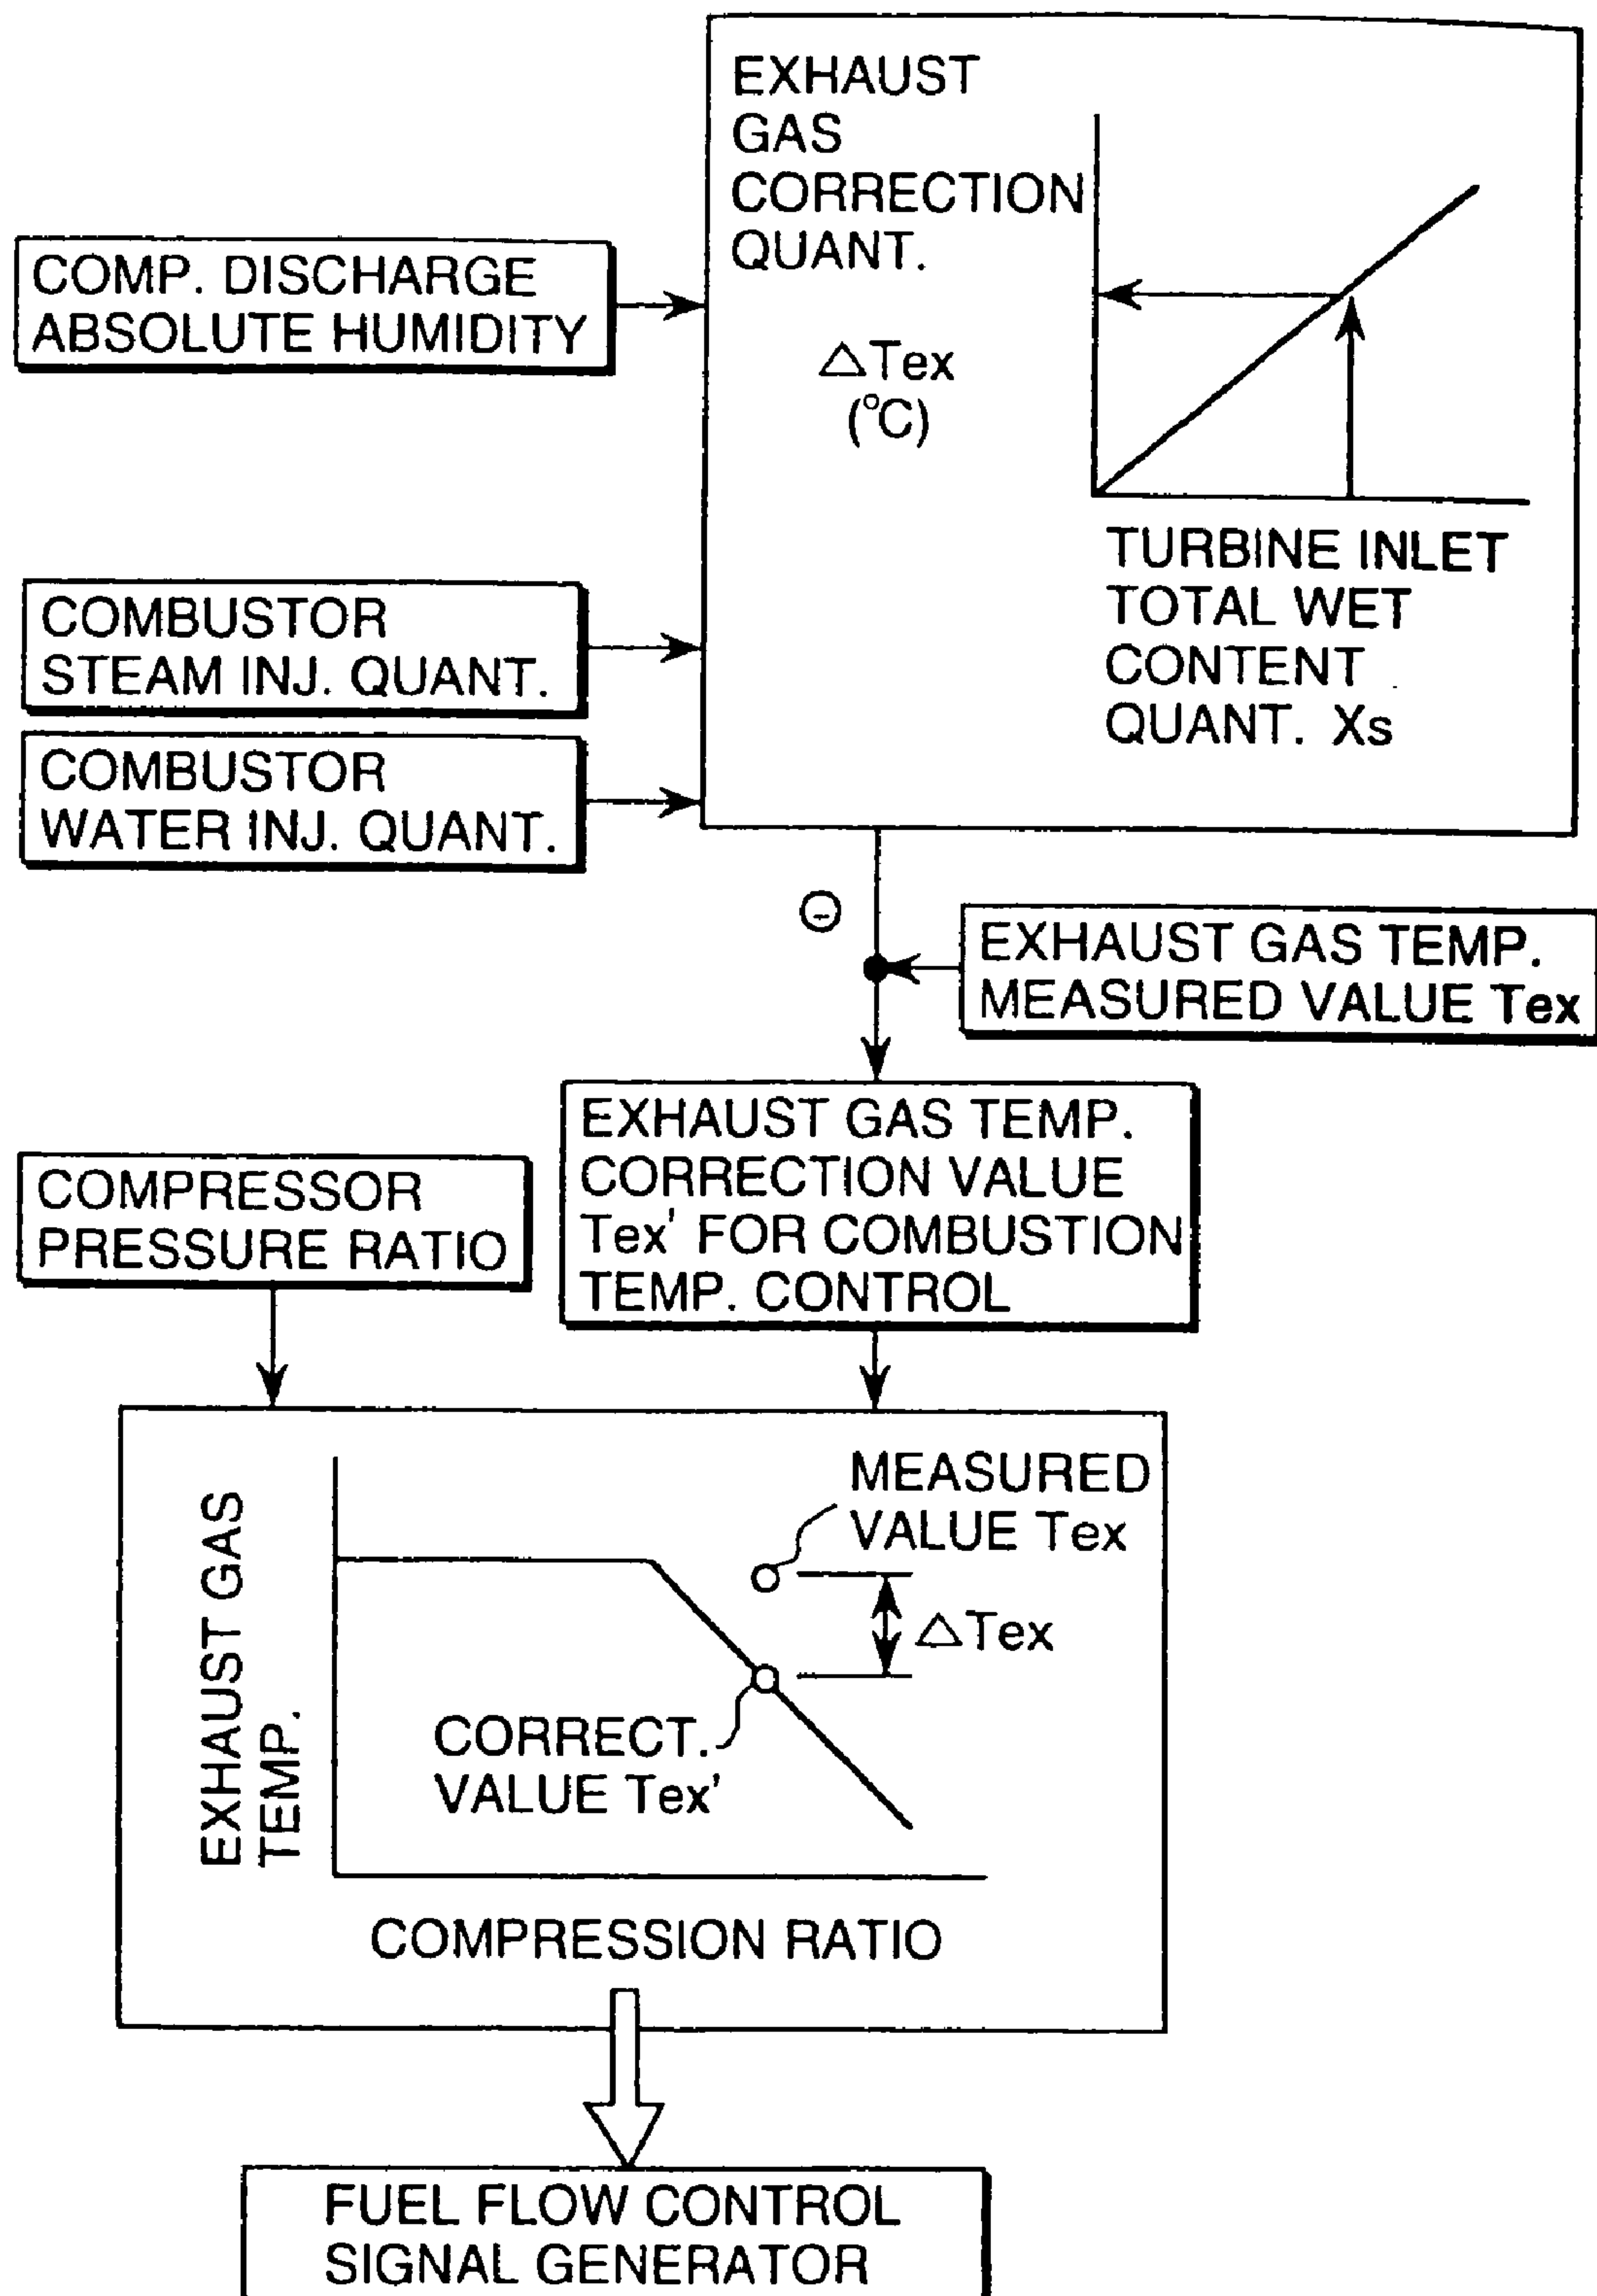 EXHAUST
GAS
CORRECTION
QUANT.
△Tex
(°C)
TURBINE INLET
TOTAL WET
CONTENT
QUANT. Xs
COMP. DISCHARGE
ABSOLUTE HUMIDITY
COMBUSTOR
STEAM INJ. QUANT.
COMBUSTOR
WATER INJ. QUANT.
⊖
EXHAUST GAS TEMP.
MEASURED VALUE Tex
EXHAUST GAS TEMP.
CORRECTION VALUE
Tex' FOR COMBUSTION
TEMP. CONTROL
COMPRESSOR
PRESSURE RATIO
MEASURED
VALUE Tex
△Tex
CORRECT.
VALUE Tex'
EXHAUST GAS
TEMP.
COMPRESSION RATIO
FUEL FLOW CONTROL
SIGNAL GENERATOR